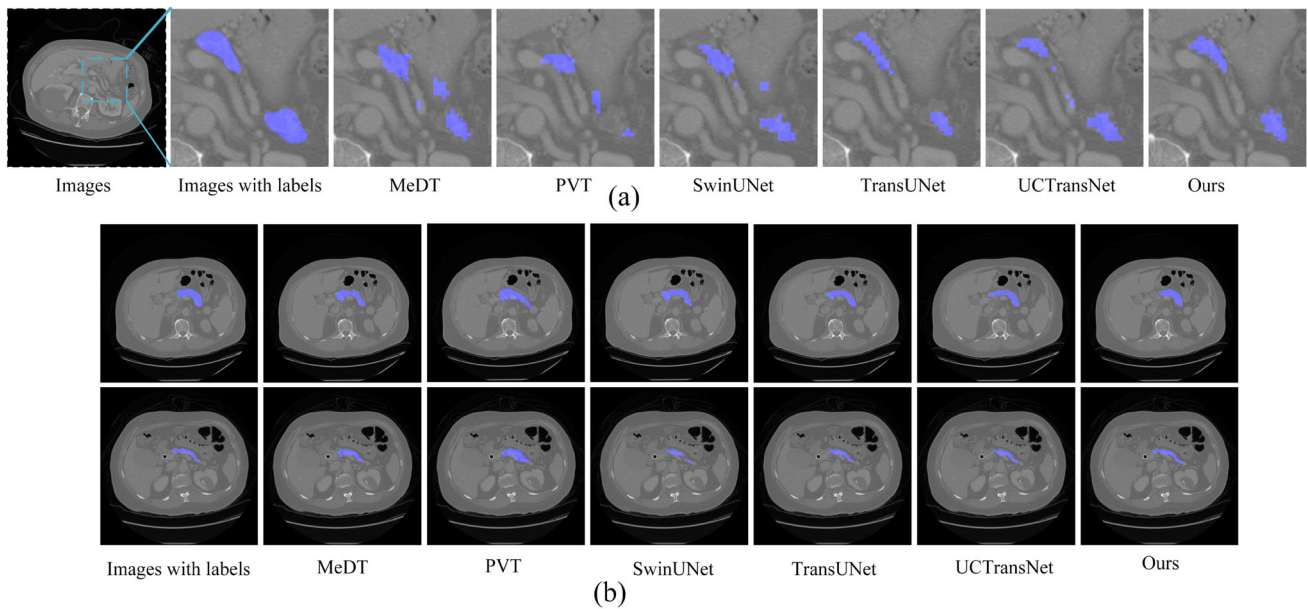 Images Images with labels MeDT PVT SwinUNet TransUNet UCTransNet Ours
(a)
Images with labels MeDT PVT SwinUNet TransUNet UCTransNet Ours
(b)